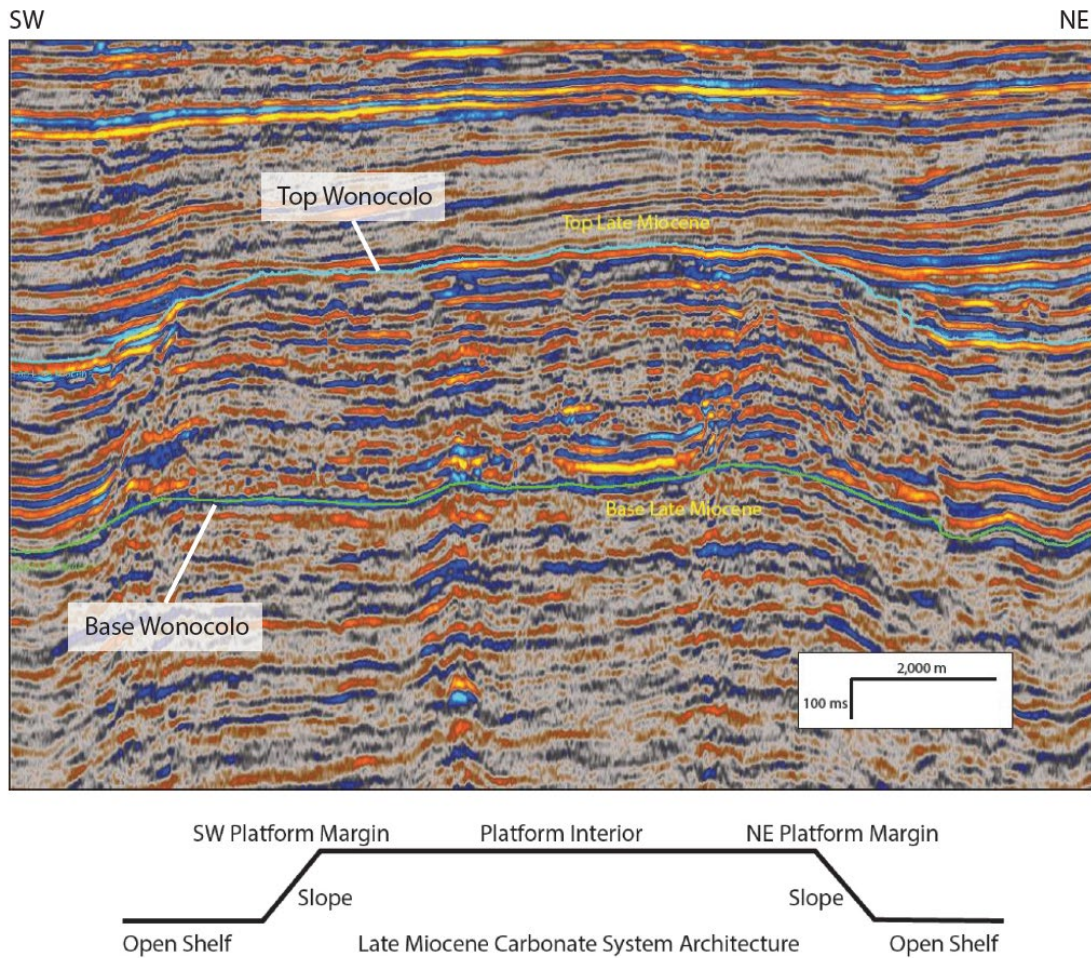 SW
NE
Top Wonocolo
Top Late Miocene
Base Late Miocene
Base Wonocolo
2,000 m
100 ms
SW Platform Margin
Platform Interior
NE Platform Margin
Slope
Slope
Open Shelf
Late Miocene Carbonate System Architecture
Open Shelf